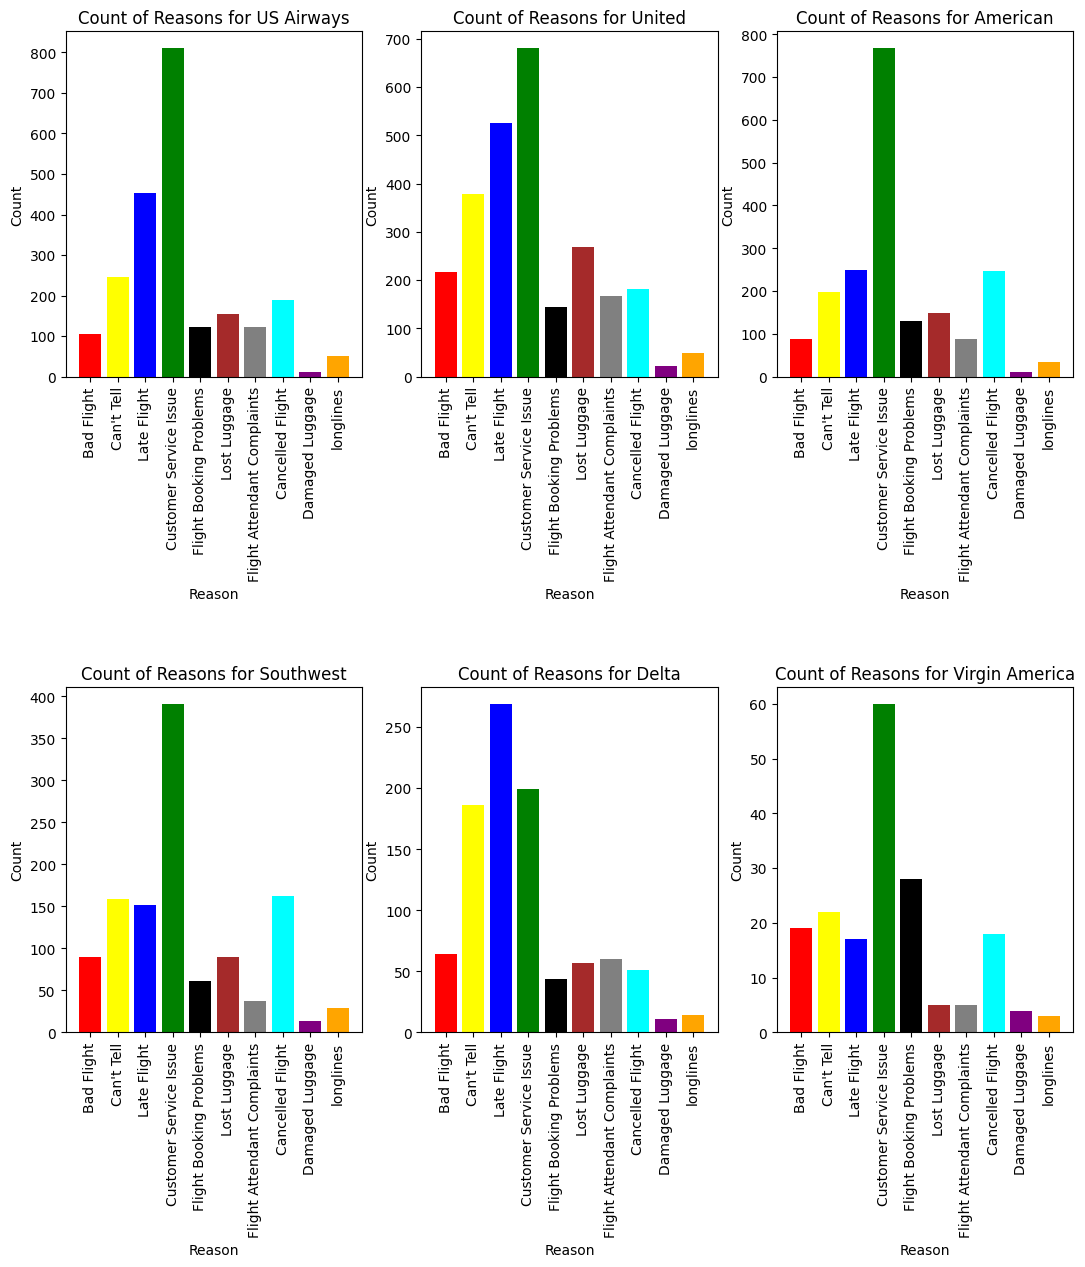 Count of Reasons for US Airways
800
700
600
500
400
300
200
100
0
Count
Bad Flight
Can't Tell
Late Flight
Customer Service Issue
Flight Booking Problems
Lost Luggage
Flight Attendant Complaints
Cancelled Flight
Damaged Luggage
longlines
Reason
Count of Reasons for United
700
600
500
400
300
200
100
0
Count
Bad Flight
Can't Tell
Late Flight
Customer Service Issue
Flight Booking Problems
Lost Luggage
Flight Attendant Complaints
Cancelled Flight
Damaged Luggage
longlines
Reason
Count of Reasons for American
800
700
600
500
400
300
200
100
0
Count
Bad Flight
Can't Tell
Late Flight
Customer Service Issue
Flight Booking Problems
Lost Luggage
Flight Attendant Complaints
Cancelled Flight
Damaged Luggage
longlines
Reason
Count of Reasons for Southwest
400
350
300
250
200
150
100
50
0
Count
Bad Flight
Can't Tell
Late Flight
Customer Service Issue
Flight Booking Problems
Lost Luggage
Flight Attendant Complaints
Cancelled Flight
Damaged Luggage
longlines
Reason
Count of Reasons for Delta
250
200
150
100
50
0
Count
Bad Flight
Can't Tell
Late Flight
Customer Service Issue
Flight Booking Problems
Lost Luggage
Flight Attendant Complaints
Cancelled Flight
Damaged Luggage
longlines
Reason
Count of Reasons for Virgin America
60
50
40
30
20
10
0
Count
Bad Flight
Can't Tell
Late Flight
Customer Service Issue
Flight Booking Problems
Lost Luggage
Flight Attendant Complaints
Cancelled Flight
Damaged Luggage
longlines
Reason